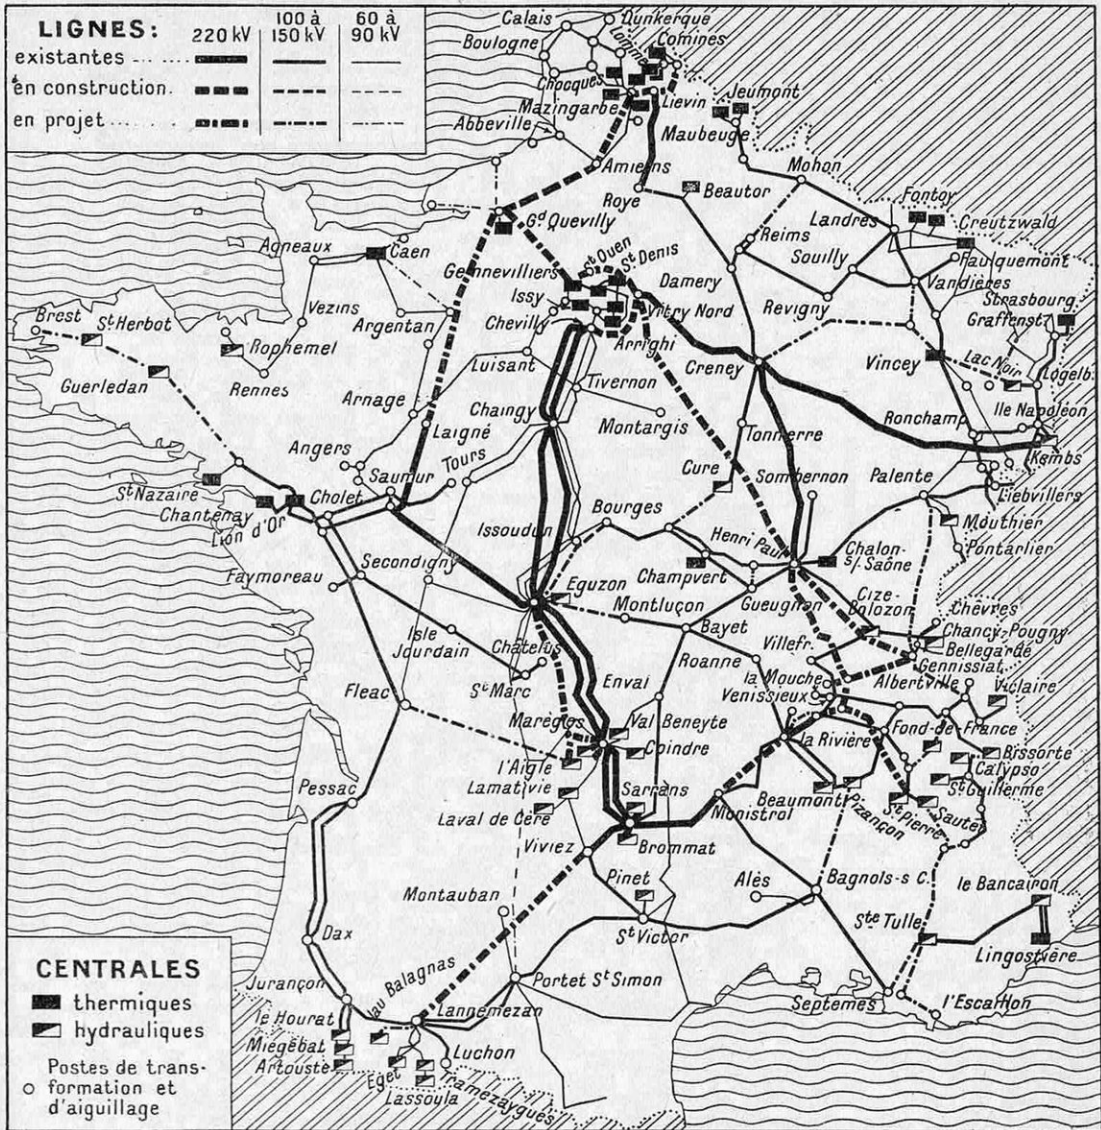 LIGNES:
220 kV
100 à
150 kV
60 à
90 kV
existantes
en construction.
en projet
Calais
Dunkerque
Boulogne
Lomme
Comines
Chocques
Mazingarbe
Liévin
Jeumont
Abbeville
Maubeuge
Amiens
Mohon
Roye
Beautor
Fontoy
Landres
Creutzwald
Gd Quevilly
Agneaux
Caen
Reims
Souilly
Faulquemont
Gennevilliers
St Ouen
St Denis
Damery
Vandières
Issy
Revigny
Strasbourg
Vezins
Chevilly
Vitry Nord
Graffenst.
Brest
St Herbot
Argentan
Arrighi
Vincey
Rophemel
Lac Noir
Logelb.
Guerledan
Luisant
Creney
Rennes
Tivernon
Arnage
Chaingy
Ronchamp
Ile Napoléon
Montargis
Laigné
Tonnerre
Angers
Kembs
Tours
Cure
Sombernon
Palente
Saumur
St Nazaire
Cholet
Liebvillers
Chantenay
Bourges
Mouthier
Lion d'Or
Issoudun
Henri Paul
Pontarlier
Secondigny
Chalon-
s/-Saône
Faymoreau
Champvert
Eguzon
Gueugnan
Cize-
Bolozon
Montluçon
Chèvres
Isle
Jourdain
Bayet
Villefr.
Chancy-Pougny
Châtelus
Bellegarde
Roanne
Gennissiat
St Marc
Envai
la Mouche
Albertville
Fleac
Venissieux
Viclaire
Marèges
Val Beneyte
Fond-de-France
Coindre
la Rivière
l'Aigle
Bissorte
Calypso
Lamativie
Sarrans
Pessac
Beaumont
St Guillerme
Laval de Cère
Monistrol
Pizançon
St Pierre
Sautet
Viviez
Brommat
Pinet
Alès
Bagnols-s C.
Montauban
le Bancairon
Ste Tulle
St Victor
Dax
Lingostière
CENTRALES
thermiques
hydrauliques
Postes de trans-
formation et
d'aiguillage
Jurançon
au Balagnas
Portet St Simon
Septemes
l'Escaillon
le Hourat
Lannemezan
Miégébat
Luchon
Artouste
Eget
Tramezaygues
Lassoula